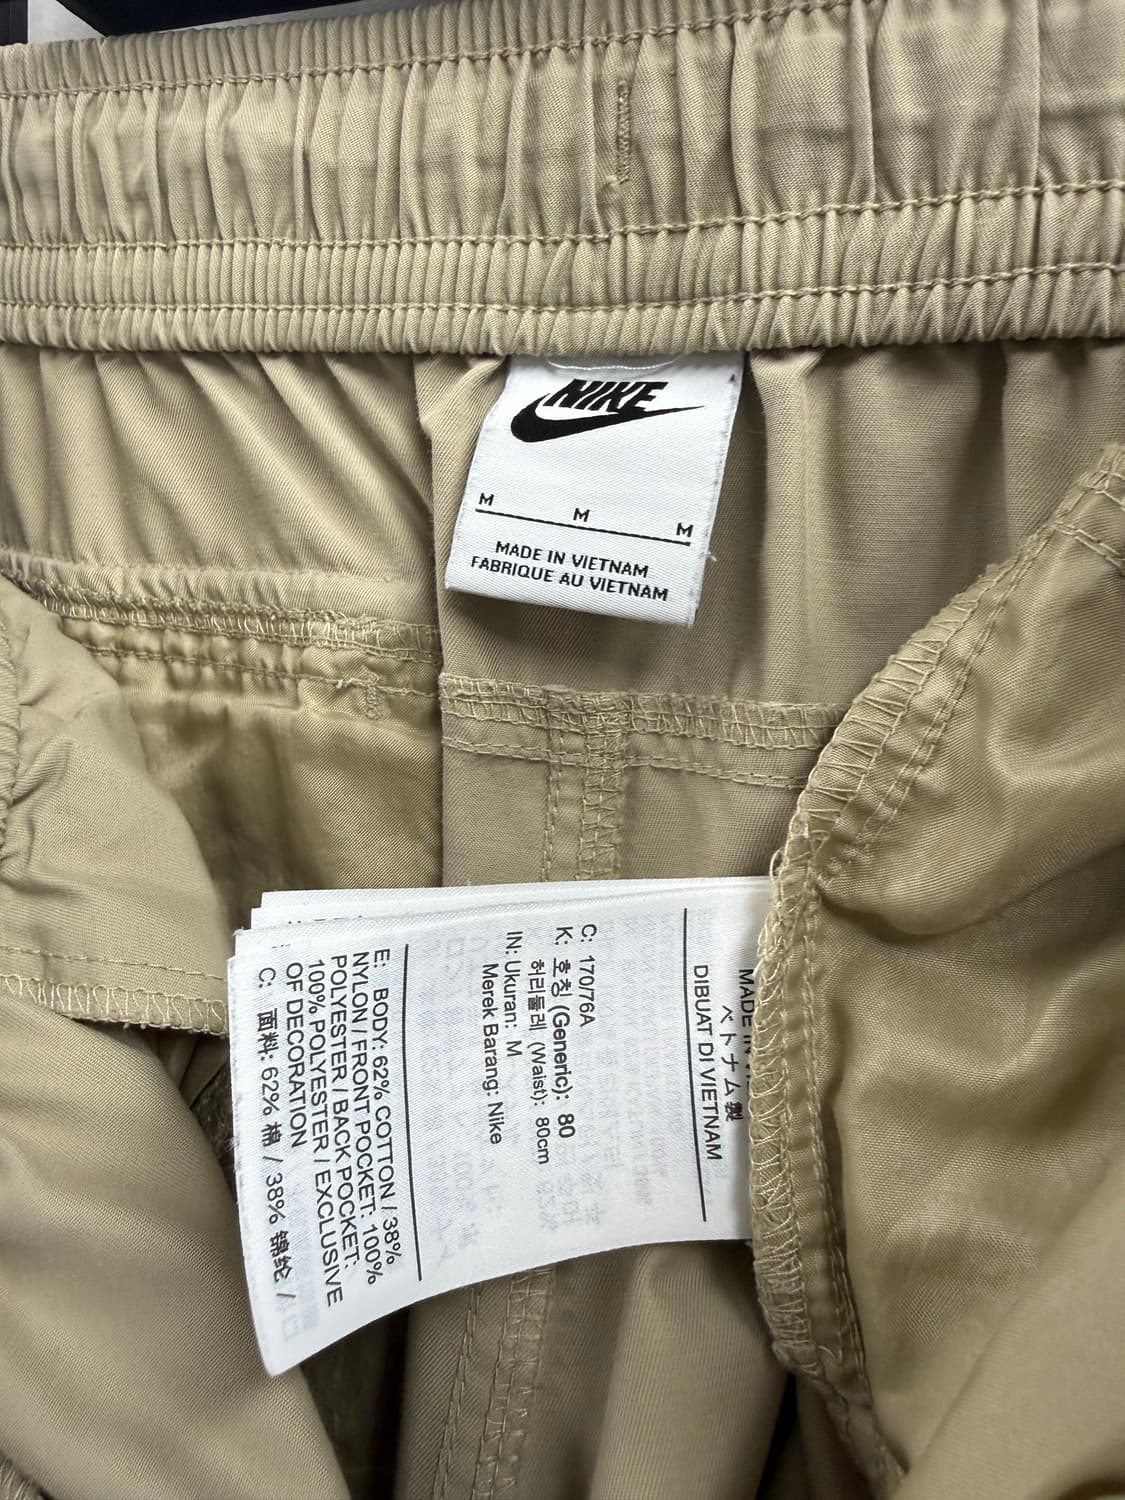 NIKE
M M M
MADE IN VIETNAM
FABRIQUE AU VIETNAM
MADE IN
ベトナム製
DIBUAT DI VIETNAM
C: 170/76A
K: 호칭 (Generic): 80
허리둘레 (Waist): 80cm
IN: Ukuran: M
Merek Barang: Nike
E: BODY: 62% COTTON / 38%
NYLON / FRONT POCKET: 100%
POLYESTER / BACK POCKET:
100% POLYESTER / EXCLUSIVE
OF DECORATION
C: 面料: 62% 棉 / 38% 锦纶 /